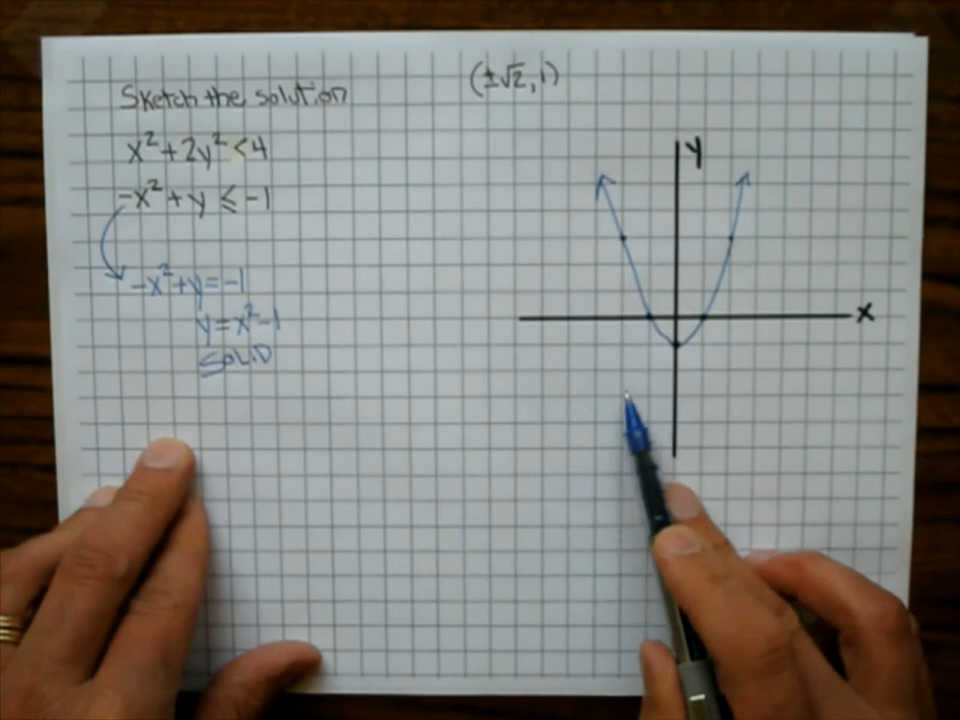 Sketch the solution
(±√2, 1)
x² + 2y² < 4
-x² + y ≤ -1
-x² + y = -1
y = x² - 1
SOLID
y
x